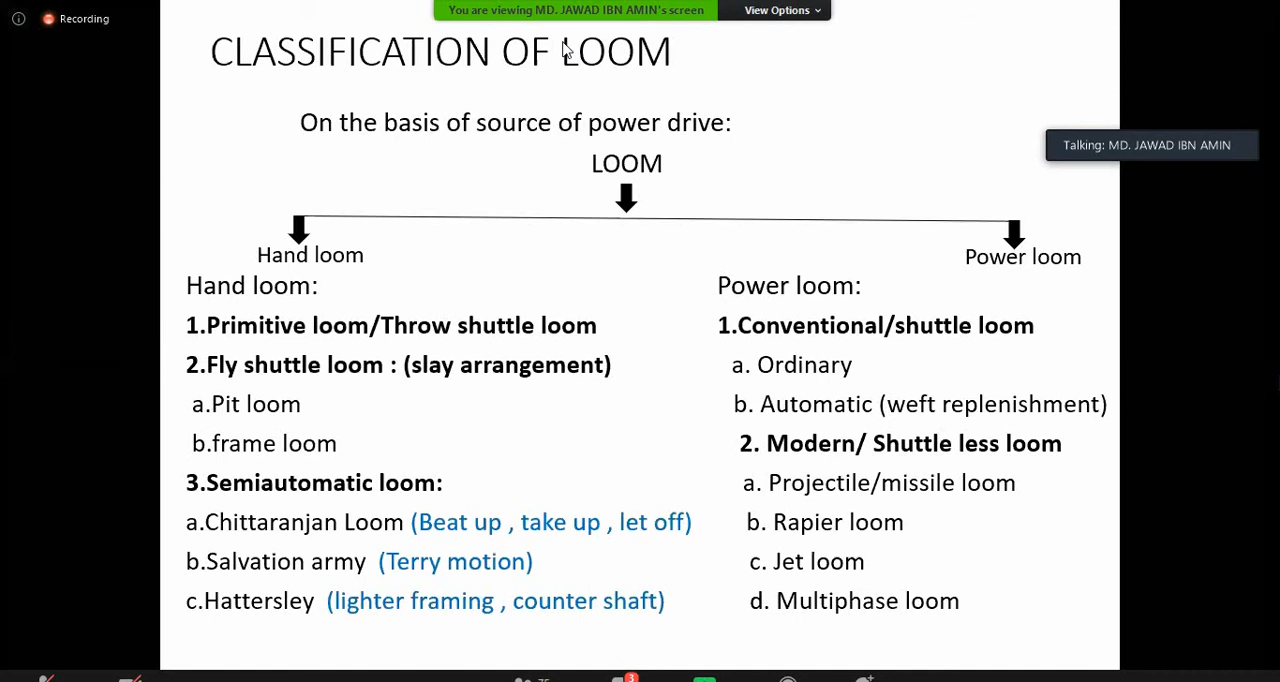 Recording
You are viewing MD. JAWAD IBN AMIN's screen
View Options
CLASSIFICATION OF LOOM
On the basis of source of power drive:
Talking: MD. JAWAD IBN AMIN
LOOM
Hand loom
Power loom
Hand loom:
1.Primitive loom/Throw shuttle loom
2.Fly shuttle loom : (slay arrangement)
a.Pit loom
b.frame loom
3.Semiautomatic loom:
a.Chittaranjan Loom (Beat up , take up , let off)
b.Salvation army (Terry motion)
c.Hattersley (lighter framing , counter shaft)
Power loom:
1.Conventional/shuttle loom
a. Ordinary
b. Automatic (weft replenishment)
2. Modern/ Shuttle less loom
a. Projectile/missile loom
b. Rapier loom
c. Jet loom
d. Multiphase loom
3